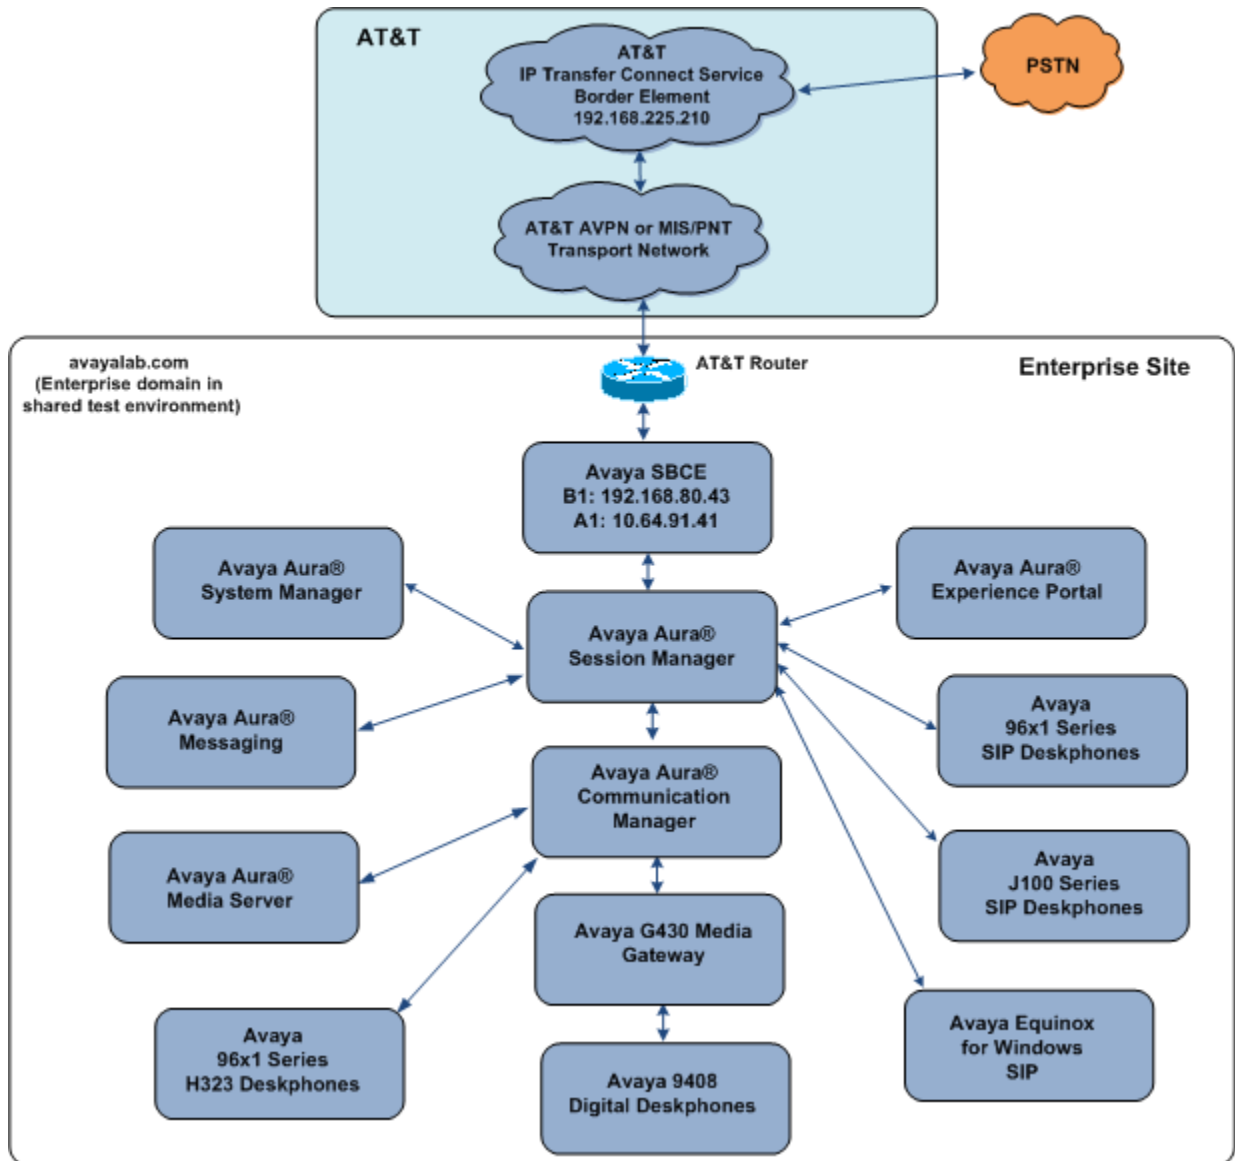 AT&T
AT&T
IP Transfer Connect Service
Border Element
192.168.225.210
PSTN
AT&T AVPN or MIS/PNT
Transport Network
avayalab.com
(Enterprise domain in
shared test environment)
AT&T Router
Enterprise Site
Avaya SBCE
B1: 192.168.80.43
A1: 10.64.91.41
Avaya Aura®
System Manager
Avaya Aura®
Experience Portal
Avaya Aura®
Session Manager
Avaya Aura®
Messaging
Avaya
96x1 Series
SIP Deskphones
Avaya Aura®
Communication
Manager
Avaya Aura®
Media Server
Avaya
J100 Series
SIP Deskphones
Avaya G430 Media
Gateway
Avaya
96x1 Series
H323 Deskphones
Avaya Equinox
for Windows
SIP
Avaya 9408
Digital Deskphones